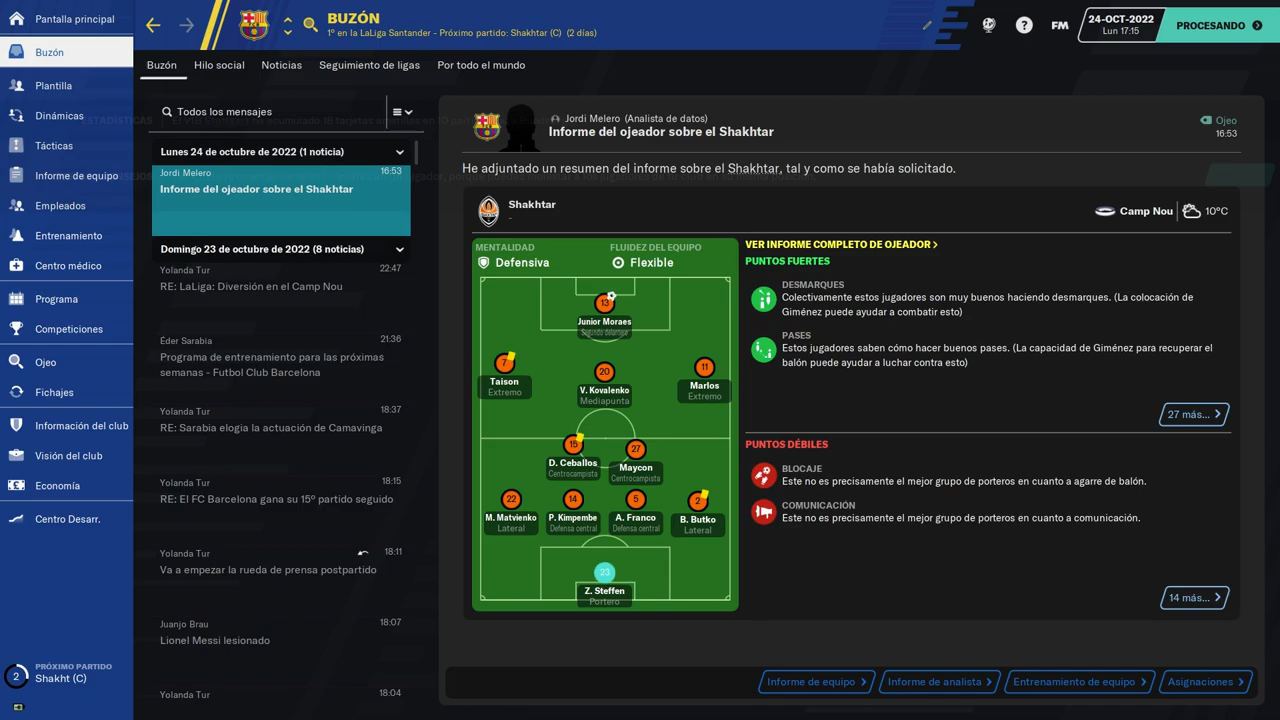 Pantalla principal
Buzón
Plantilla
Dinámicas
Tácticas
Informe de equipo
Empleados
Entrenamiento
Centro médico
Programa
Competiciones
Ojeo
Fichajes
Información del club
Visión del club
Economía
Centro Desarr.
2
PRÓXIMO PARTIDO
Shakht (C)
BUZÓN
1º en la LaLiga Santander - Próximo partido: Shakhtar (C) (2 días)
?
FM
24-OCT-2022
Lun 17:15
PROCESANDO
Buzón
Hilo social
Noticias
Seguimiento de ligas
Por todo el mundo
Todos los mensajes
Lunes 24 de octubre de 2022 (1 noticia)
Jordi Melero
16:53
Informe del ojeador sobre el Shakhtar
Domingo 23 de octubre de 2022 (8 noticias)
Yolanda Tur
22:47
RE: LaLiga: Diversión en el Camp Nou
Éder Sarabia
21:36
Programa de entrenamiento para las próximas
semanas - Futbol Club Barcelona
Yolanda Tur
18:37
RE: Sarabia elogia la actuación de Camavinga
Yolanda Tur
18:15
RE: El FC Barcelona gana su 15º partido seguido
Yolanda Tur
18:11
Va a empezar la rueda de prensa postpartido
Juanjo Brau
18:07
Lionel Messi lesionado
Yolanda Tur
18:04
Jordi Melero (Analista de datos)
Informe del ojeador sobre el Shakhtar
Ojeo
16:53
He adjuntado un resumen del informe sobre el Shakhtar, tal y como se había solicitado.
Shakhtar
-
Camp Nou
10°C
MENTALIDAD
Defensiva
FLUIDEZ DEL EQUIPO
Flexible
13
Junior Moraes
Segundo delantero
7
Taison
Extremo
20
V. Kovalenko
Mediapunta
11
Marlos
Extremo
15
D. Ceballos
Centrocampista
27
Maycon
Centrocampista
22
M. Matvienko
Lateral
14
P. Kimpembe
Defensa central
5
A. Franco
Defensa central
2
B. Butko
Lateral
23
Z. Steffen
Portero
VER INFORME COMPLETO DE OJEADOR >
PUNTOS FUERTES
DESMARQUES
Colectivamente estos jugadores son muy buenos haciendo desmarques. (La colocación de
Giménez puede ayudar a combatir esto)
PASES
Estos jugadores saben cómo hacer buenos pases. (La capacidad de Giménez para recuperar el
balón puede ayudar a luchar contra esto)
27 más...
PUNTOS DÉBILES
BLOCAJE
Este no es precisamente el mejor grupo de porteros en cuanto a agarre de balón.
COMUNICACIÓN
Este no es precisamente el mejor grupo de porteros en cuanto a comunicación.
14 más...
Informe de equipo
Informe de analista
Entrenamiento de equipo
Asignaciones